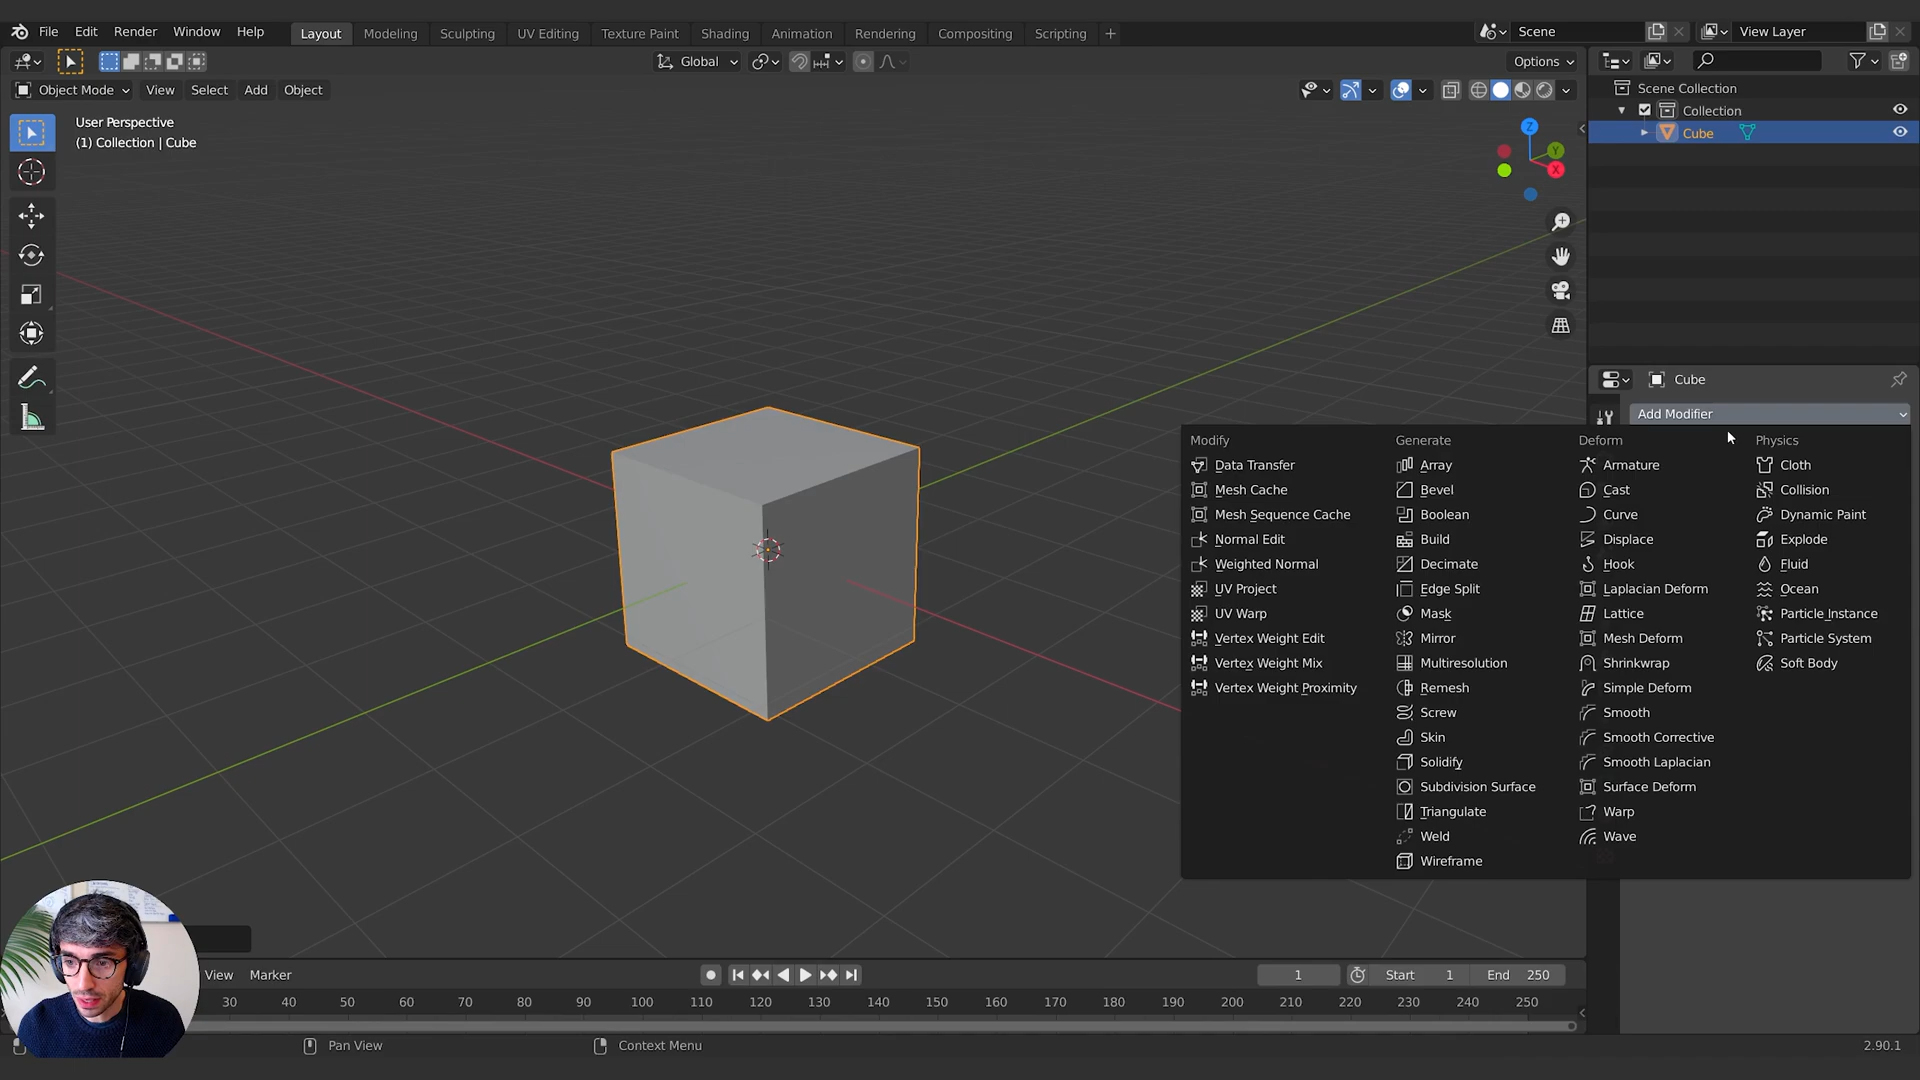 File Edit Render Window Help Layout Modeling Sculpting UV Editing Texture Paint Shading Animation Rendering Compositing Scripting + Scene View Layer
Global Options
Object Mode View Select Add Object
Scene Collection
Collection
Cube
User Perspective
(1) Collection | Cube
Z
Y
X
Cube
Add Modifier
Modify Generate Deform Physics
Data Transfer Array Armature Cloth
Mesh Cache Bevel Cast Collision
Mesh Sequence Cache Boolean Curve Dynamic Paint
Normal Edit Build Displace Explode
Weighted Normal Decimate Hook Fluid
UV Project Edge Split Laplacian Deform Ocean
UV Warp Mask Lattice Particle Instance
Vertex Weight Edit Mirror Mesh Deform Particle System
Vertex Weight Mix Multiresolution Shrinkwrap Soft Body
Vertex Weight Proximity Remesh Simple Deform
Screw Smooth
Skin Smooth Corrective
Solidify Smooth Laplacian
Subdivision Surface Surface Deform
Triangulate Warp
Weld Wave
Wireframe
View Marker 1 Start 1 End 250
30 40 50 60 70 80 90 100 110 120 130 140 150 160 170 180 190 200 210 220 230 240 250
Pan View Context Menu 2.90.1